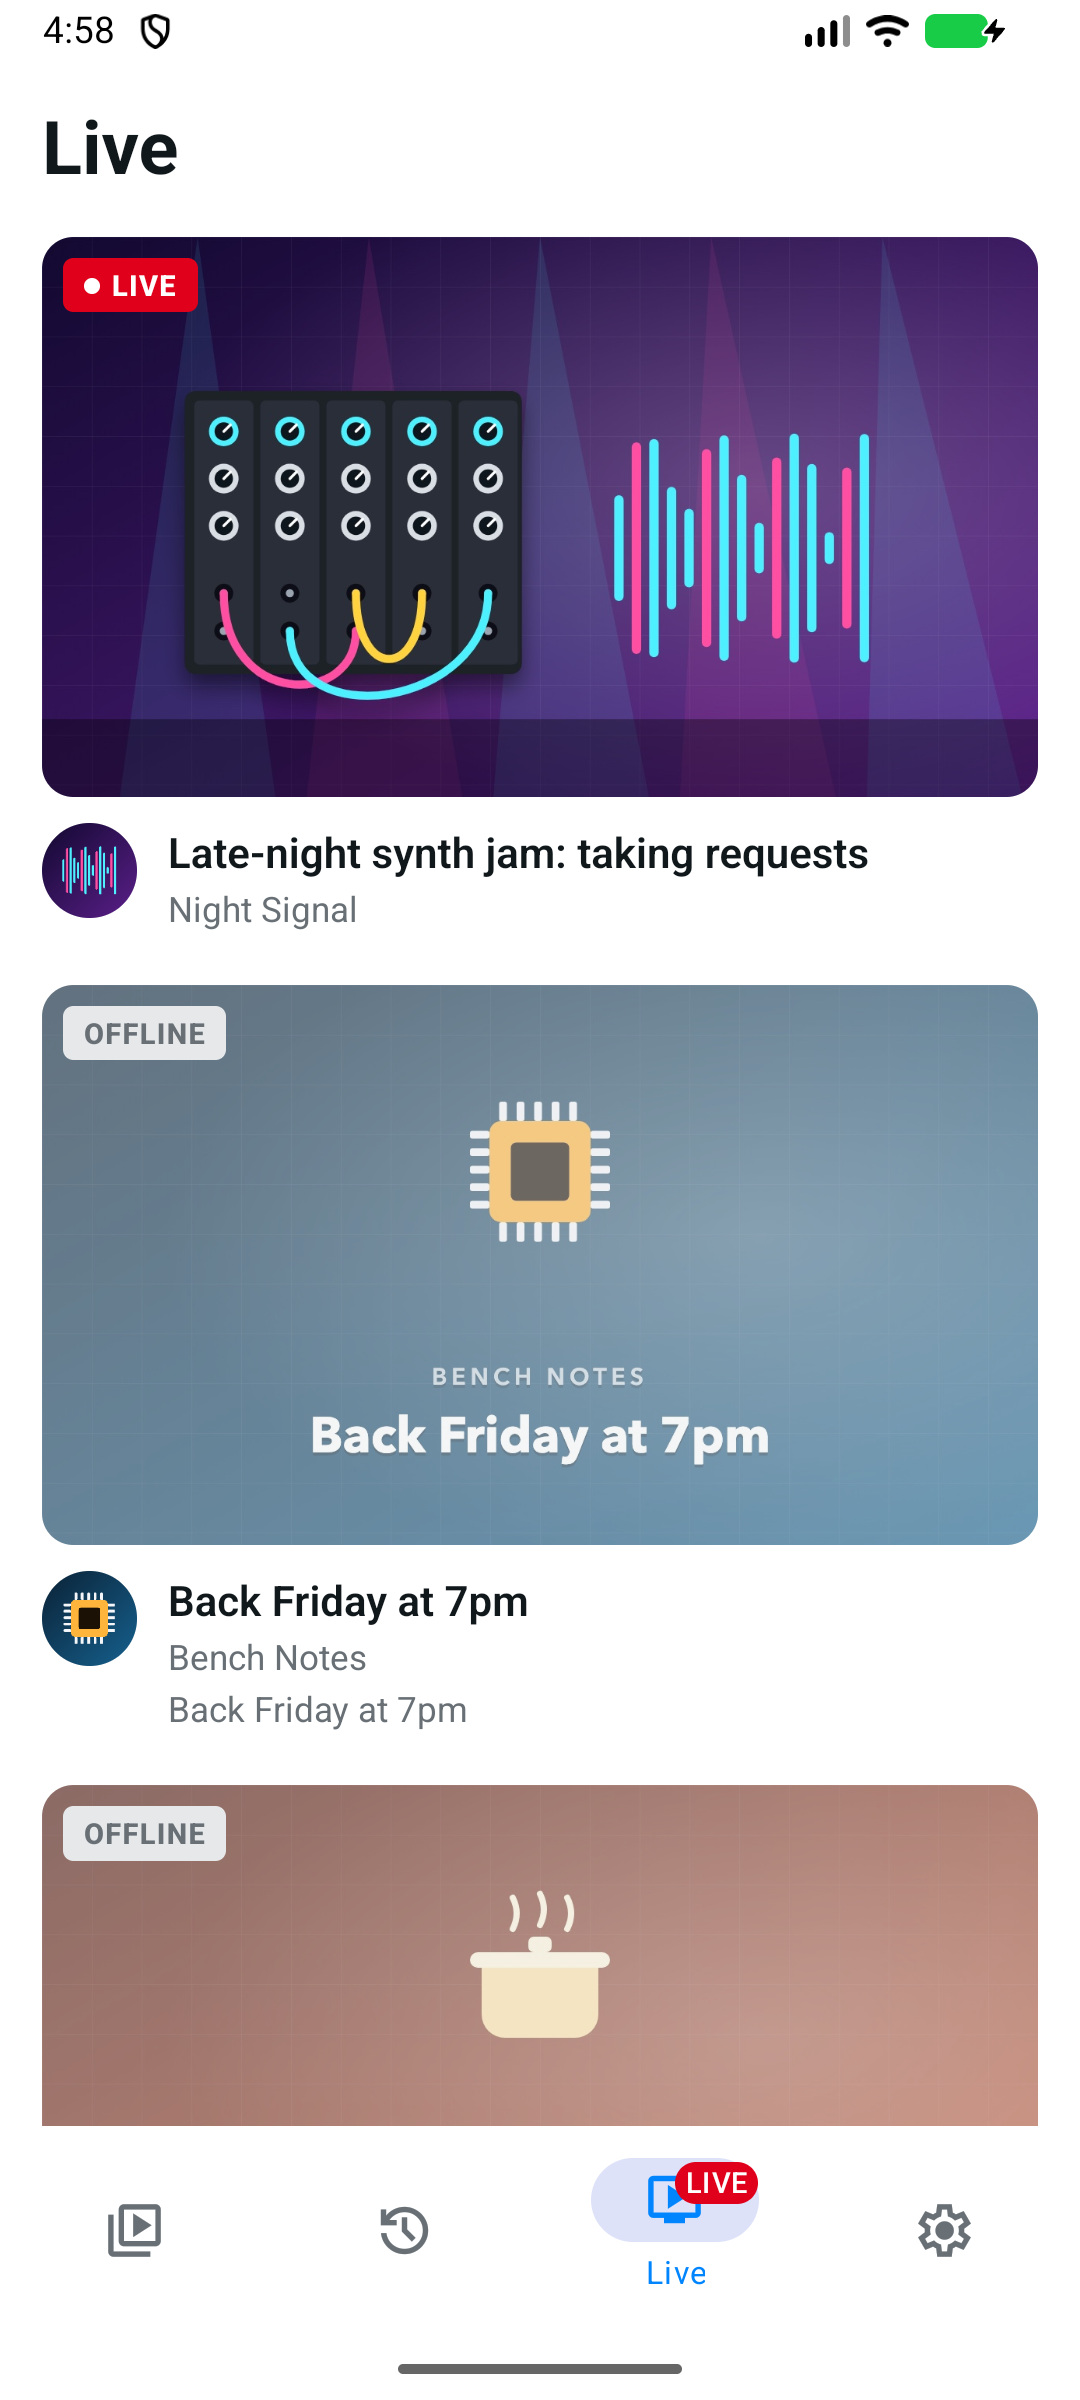 4:58
Live
LIVE
Late-night synth jam: taking requests
Night Signal
OFFLINE
BENCH NOTES
Back Friday at 7pm
Back Friday at 7pm
Bench Notes
Back Friday at 7pm
OFFLINE
LIVE
Live